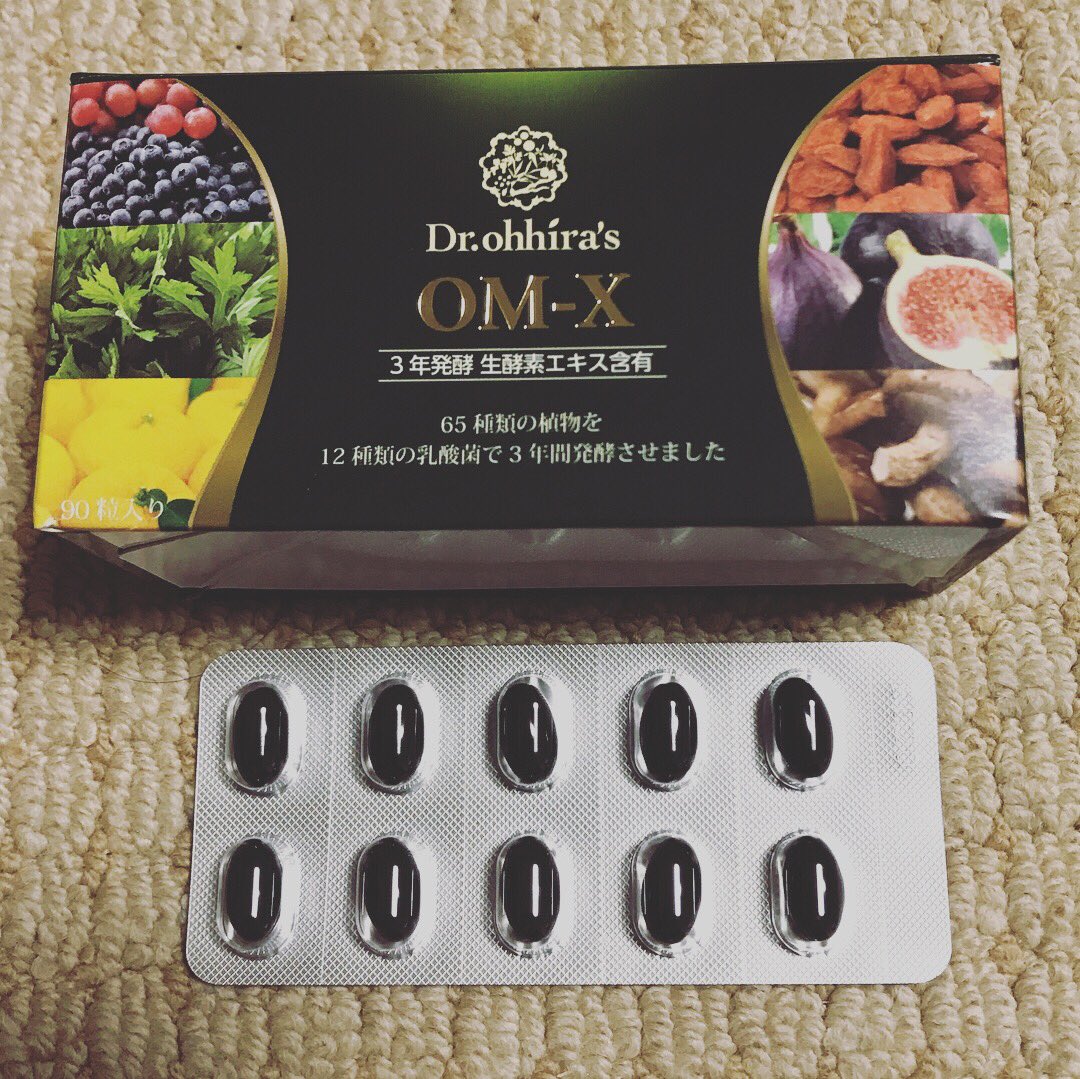 Dr.ohhira's
OM-X
3年発酵 生酵素エキス含有
65種類の植物を
12種類の乳酸菌で3年間発酵させました
90粒入り